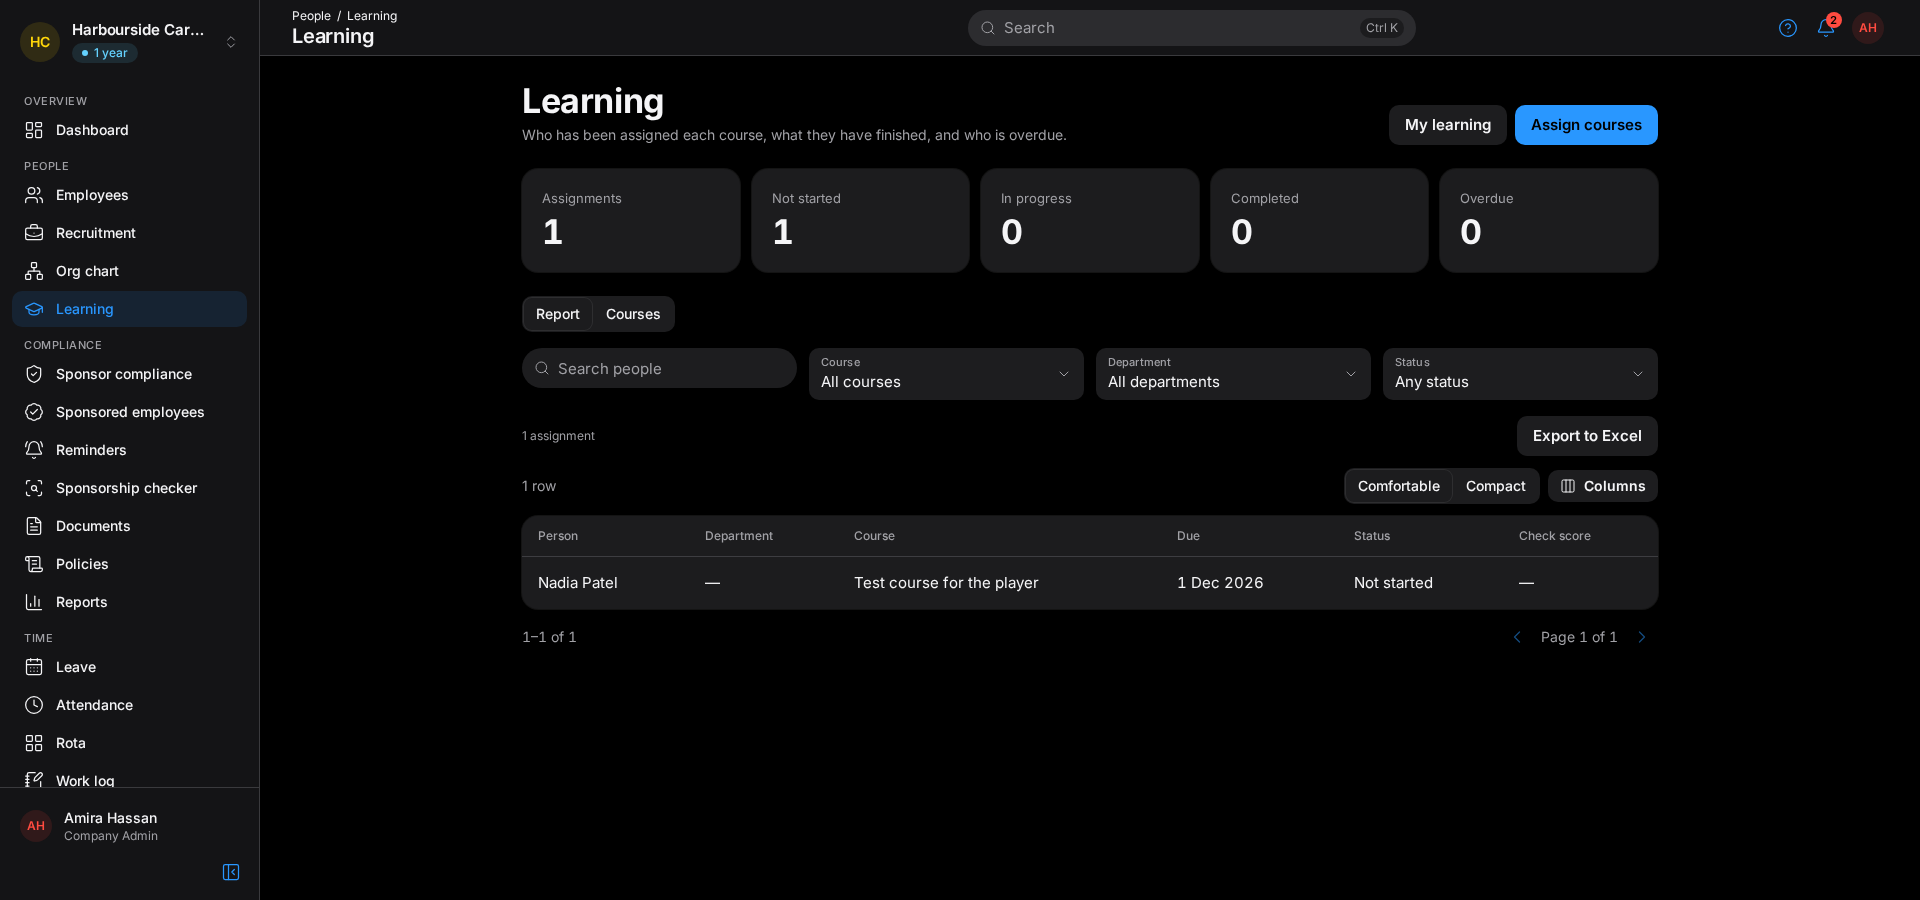 HC
Harbourside Car...
1 year
OVERVIEW
Dashboard
PEOPLE
Employees
Recruitment
Org chart
Learning
COMPLIANCE
Sponsor compliance
Sponsored employees
Reminders
Sponsorship checker
Documents
Policies
Reports
TIME
Leave
Attendance
Rota
Work log
AH
Amira Hassan
Company Admin
People / Learning
Learning
Search
Ctrl K
2
AH
Learning
Who has been assigned each course, what they have finished, and who is overdue.
My learning
Assign courses
Assignments
1
Not started
1
In progress
0
Completed
0
Overdue
0
Report
Courses
Search people
Course
All courses
Department
All departments
Status
Any status
1 assignment
Export to Excel
1 row
Comfortable
Compact
Columns
Person Department Course Due Status Check score
Nadia Patel — Test course for the player 1 Dec 2026 Not started —
1–1 of 1
Page 1 of 1